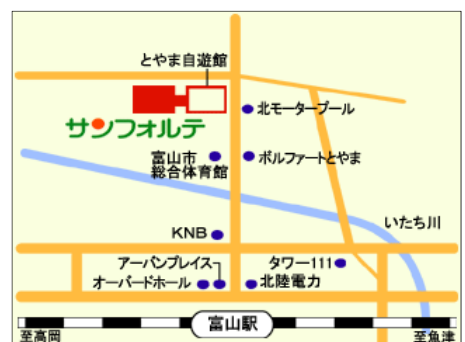 とやま自遊館
サンフォルテ
北モータープール
富山市
総合体育館
ボルファートとやま
いたち川
KNB
アーバンプレイス
タワー111
オーバードホール
北陸電力
富山駅
至高岡
至魚津